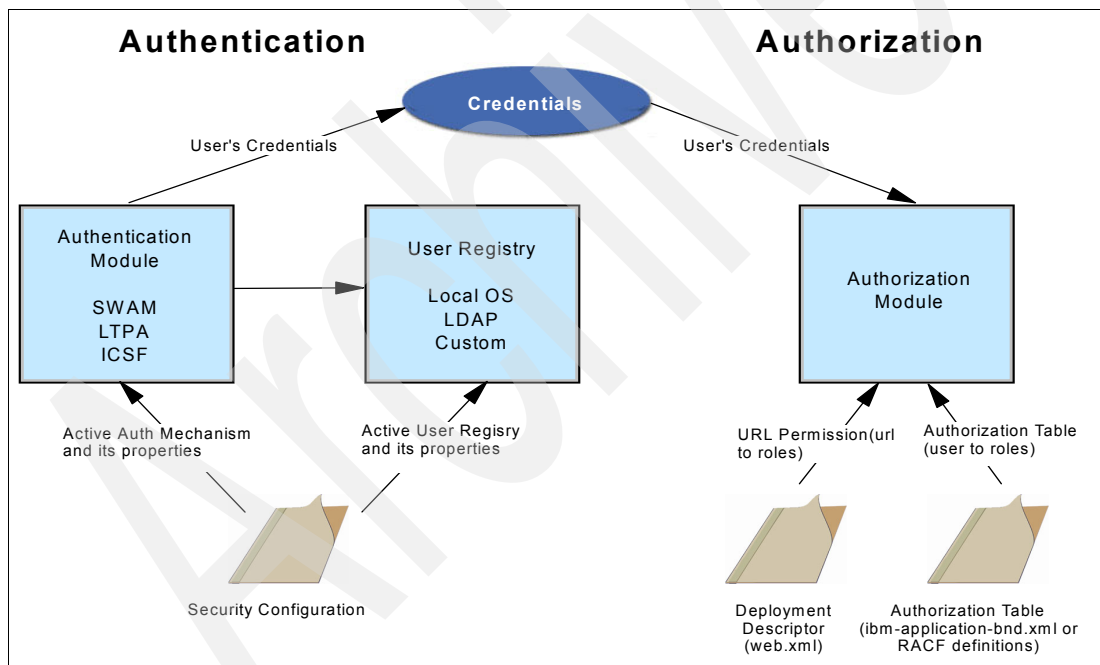 Authentication
Authorization
Credentials
User's Credentials
User's Credentials
Authentication
Module
SWAM
LTPA
ICSF
User Registry
Local OS
LDAP
Custom
Authorization
Module
Active Auth Mechanism
and its properties
Active User Regisry
and its properties
URL Permission(url
to roles)
Authorization Table
(user to roles)
Security Configuration
Deployment
Descriptor
(web.xml)
Authorization Table
(ibm-application-bnd.xml or
RACF definitions)
Archive